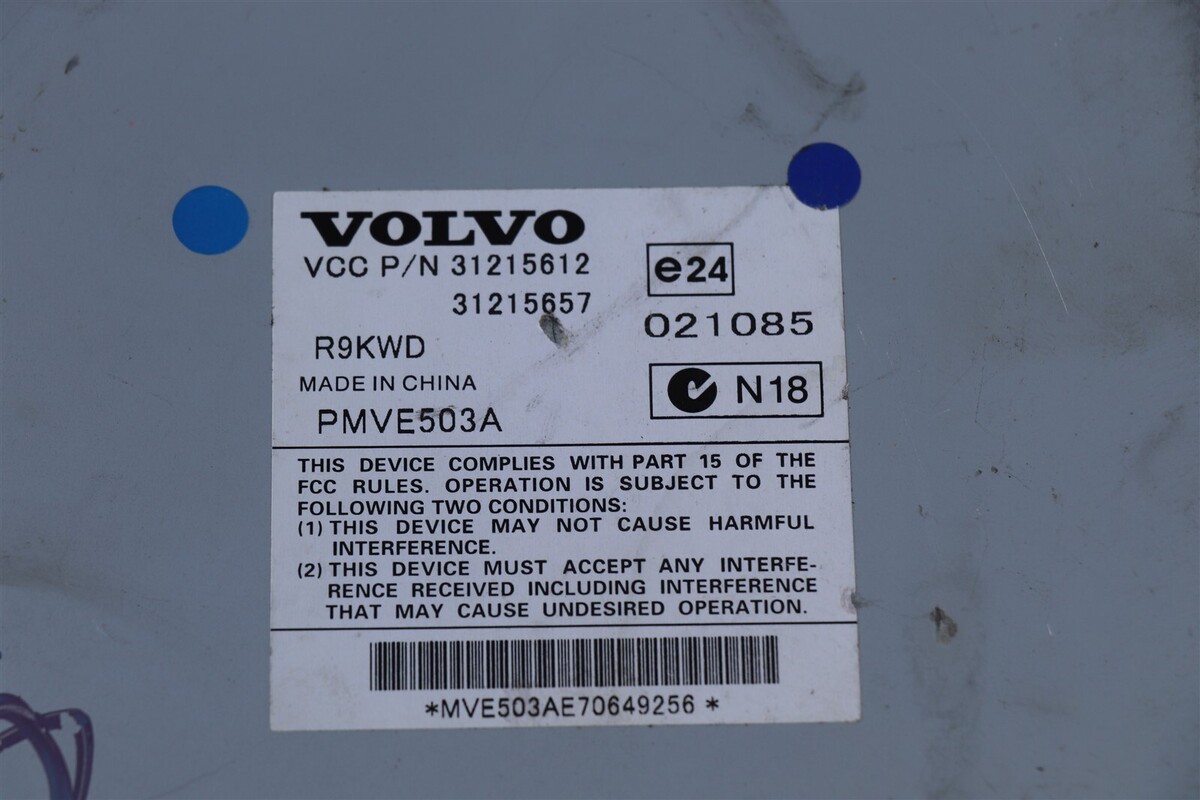 VOLVO
VCC P/N 31215612
31215657
e24
021085
R9KWD
MADE IN CHINA
PMVE503A
N18
THIS DEVICE COMPLIES WITH PART 15 OF THE
FCC RULES. OPERATION IS SUBJECT TO THE
FOLLOWING TWO CONDITIONS:
(1) THIS DEVICE MAY NOT CAUSE HARMFUL
INTERFERENCE.
(2) THIS DEVICE MUST ACCEPT ANY INTERFE-
RENCE RECEIVED INCLUDING INTERFERENCE
THAT MAY CAUSE UNDESIRED OPERATION.
*MVE503AE70649256 *